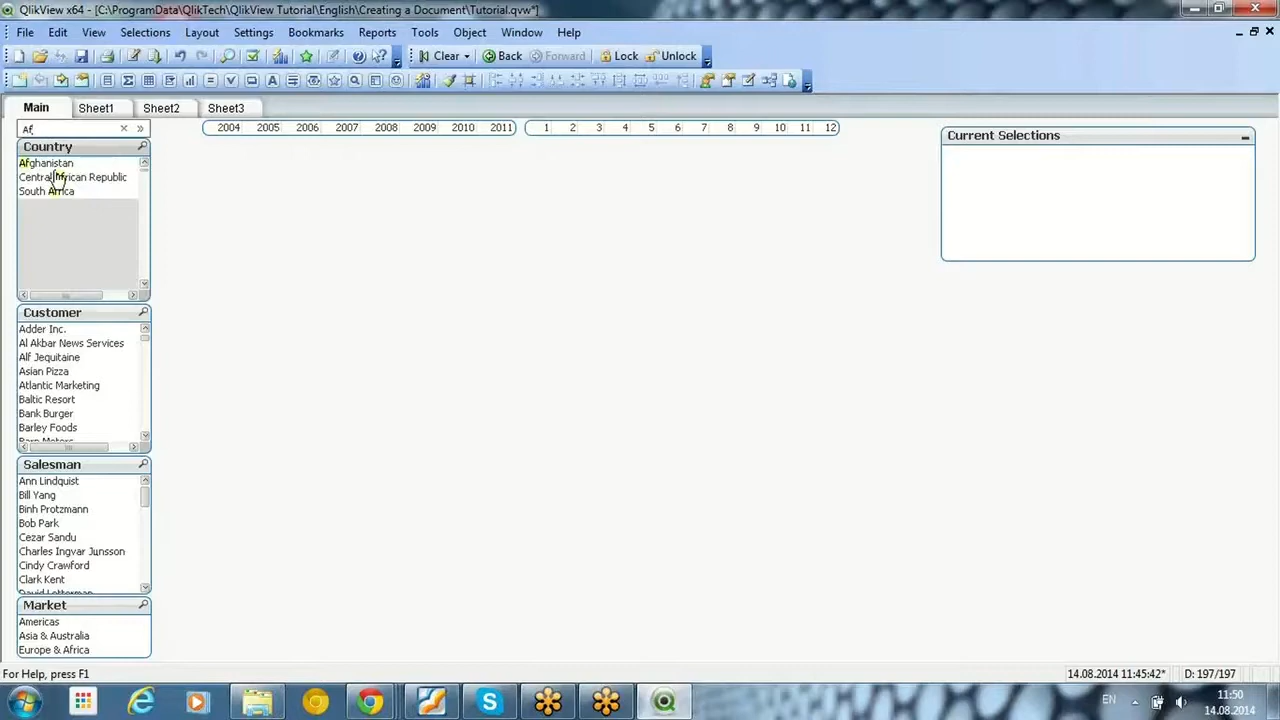 QlikView x64 - [C:\ProgramData\QlikTech\QlikView Tutorial\English\Creating a Document\Tutorial.qvw*]
File Edit View Selections Layout Settings Bookmarks Reports Tools Object Window Help
Clear Back Forward Lock Unlock
Main Sheet1 Sheet2 Sheet3
Af
2004 2005 2006 2007 2008 2009 2010 2011 1 2 3 4 5 6 7 8 9 10 11 12
Current Selections
Country
Afghanistan
Central African Republic
South Africa
Customer
Adder Inc.
Al Akbar News Services
Alf Jequitaine
Asian Pizza
Atlantic Marketing
Baltic Resort
Bank Burger
Barley Foods
Barn Motors
Salesman
Ann Lindquist
Bill Yang
Binh Protzmann
Bob Park
Cezar Sandu
Charles Ingvar Junsson
Cindy Crawford
Clark Kent
David Letterman
Market
Americas
Asia & Australia
Europe & Africa
For Help, press F1
14.08.2014 11:45:42* D: 197/197
EN
11:50
14.08.2014